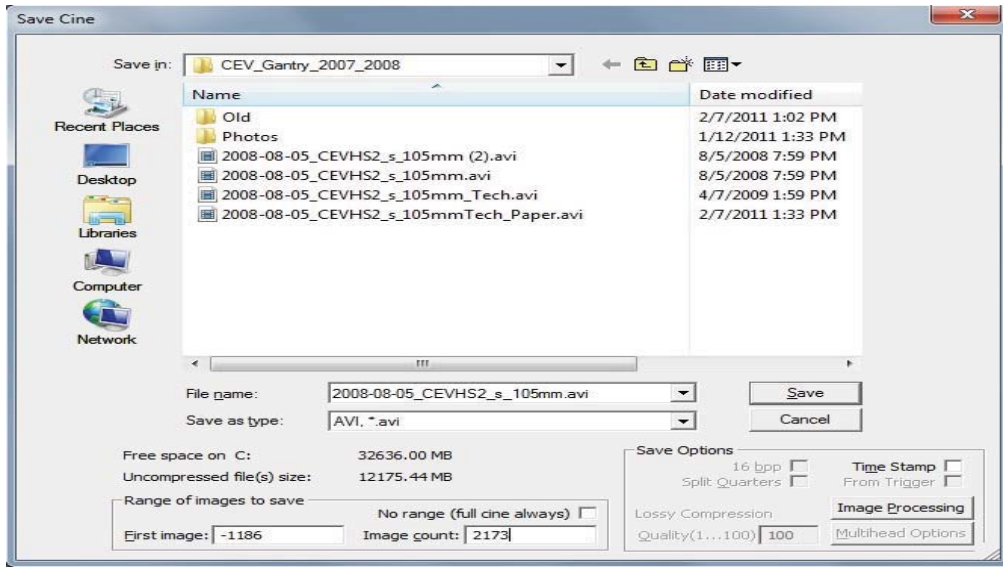 Save Cine
Save in: CEV_Gantry_2007_2008
Name Date modified
Old 2/7/2011 1:02 PM
Photos 1/12/2011 1:33 PM
2008-08-05_CEVHS2_s_105mm (2).avi 8/5/2008 7:59 PM
2008-08-05_CEVHS2_s_105mm.avi 8/5/2008 7:59 PM
2008-08-05_CEVHS2_s_105mm_Tech.avi 4/7/2009 1:59 PM
2008-08-05_CEVHS2_s_105mmTech_Paper.avi 2/7/2011 1:33 PM
Recent Places
Desktop
Libraries
Computer
Network
File name: 2008-08-05_CEVHS2_s_105mm.avi Save
Save as type: AVI, *.avi Cancel
Free space on C: 32636.00 MB
Uncompressed file(s) size: 12175.44 MB
Range of images to save
No range (full cine always)
First image: -1186 Image count: 2173
Save Options
16 bpp Time Stamp
Split Quarters From Trigger
Lossy Compression Image Processing
Quality(1...100) 100 Multihead Options